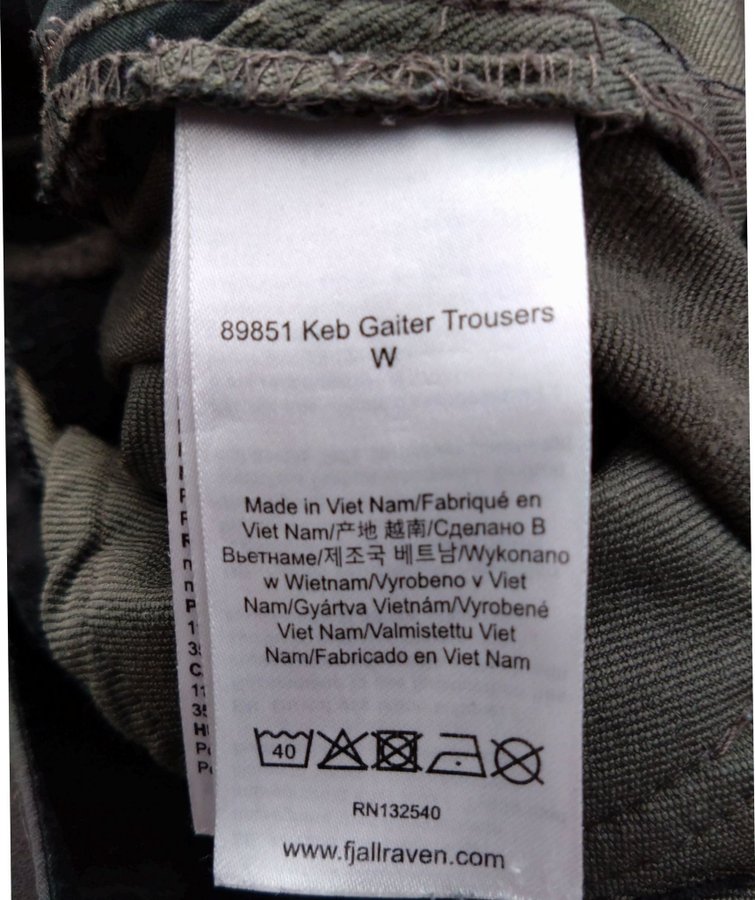 89851 Keb Gaiter Trousers
W
Made in Viet Nam/Fabriqué en
Viet Nam/产地 越南/Сделано В
Вьетнаме/제조국 베트남/Wykonano
w Wietnam/Vyrobeno v Viet
Nam/Gyártva Vietnám/Vyrobené
Viet Nam/Valmistettu Viet
Nam/Fabricado en Viet Nam
40
RN132540
www.fjallraven.com